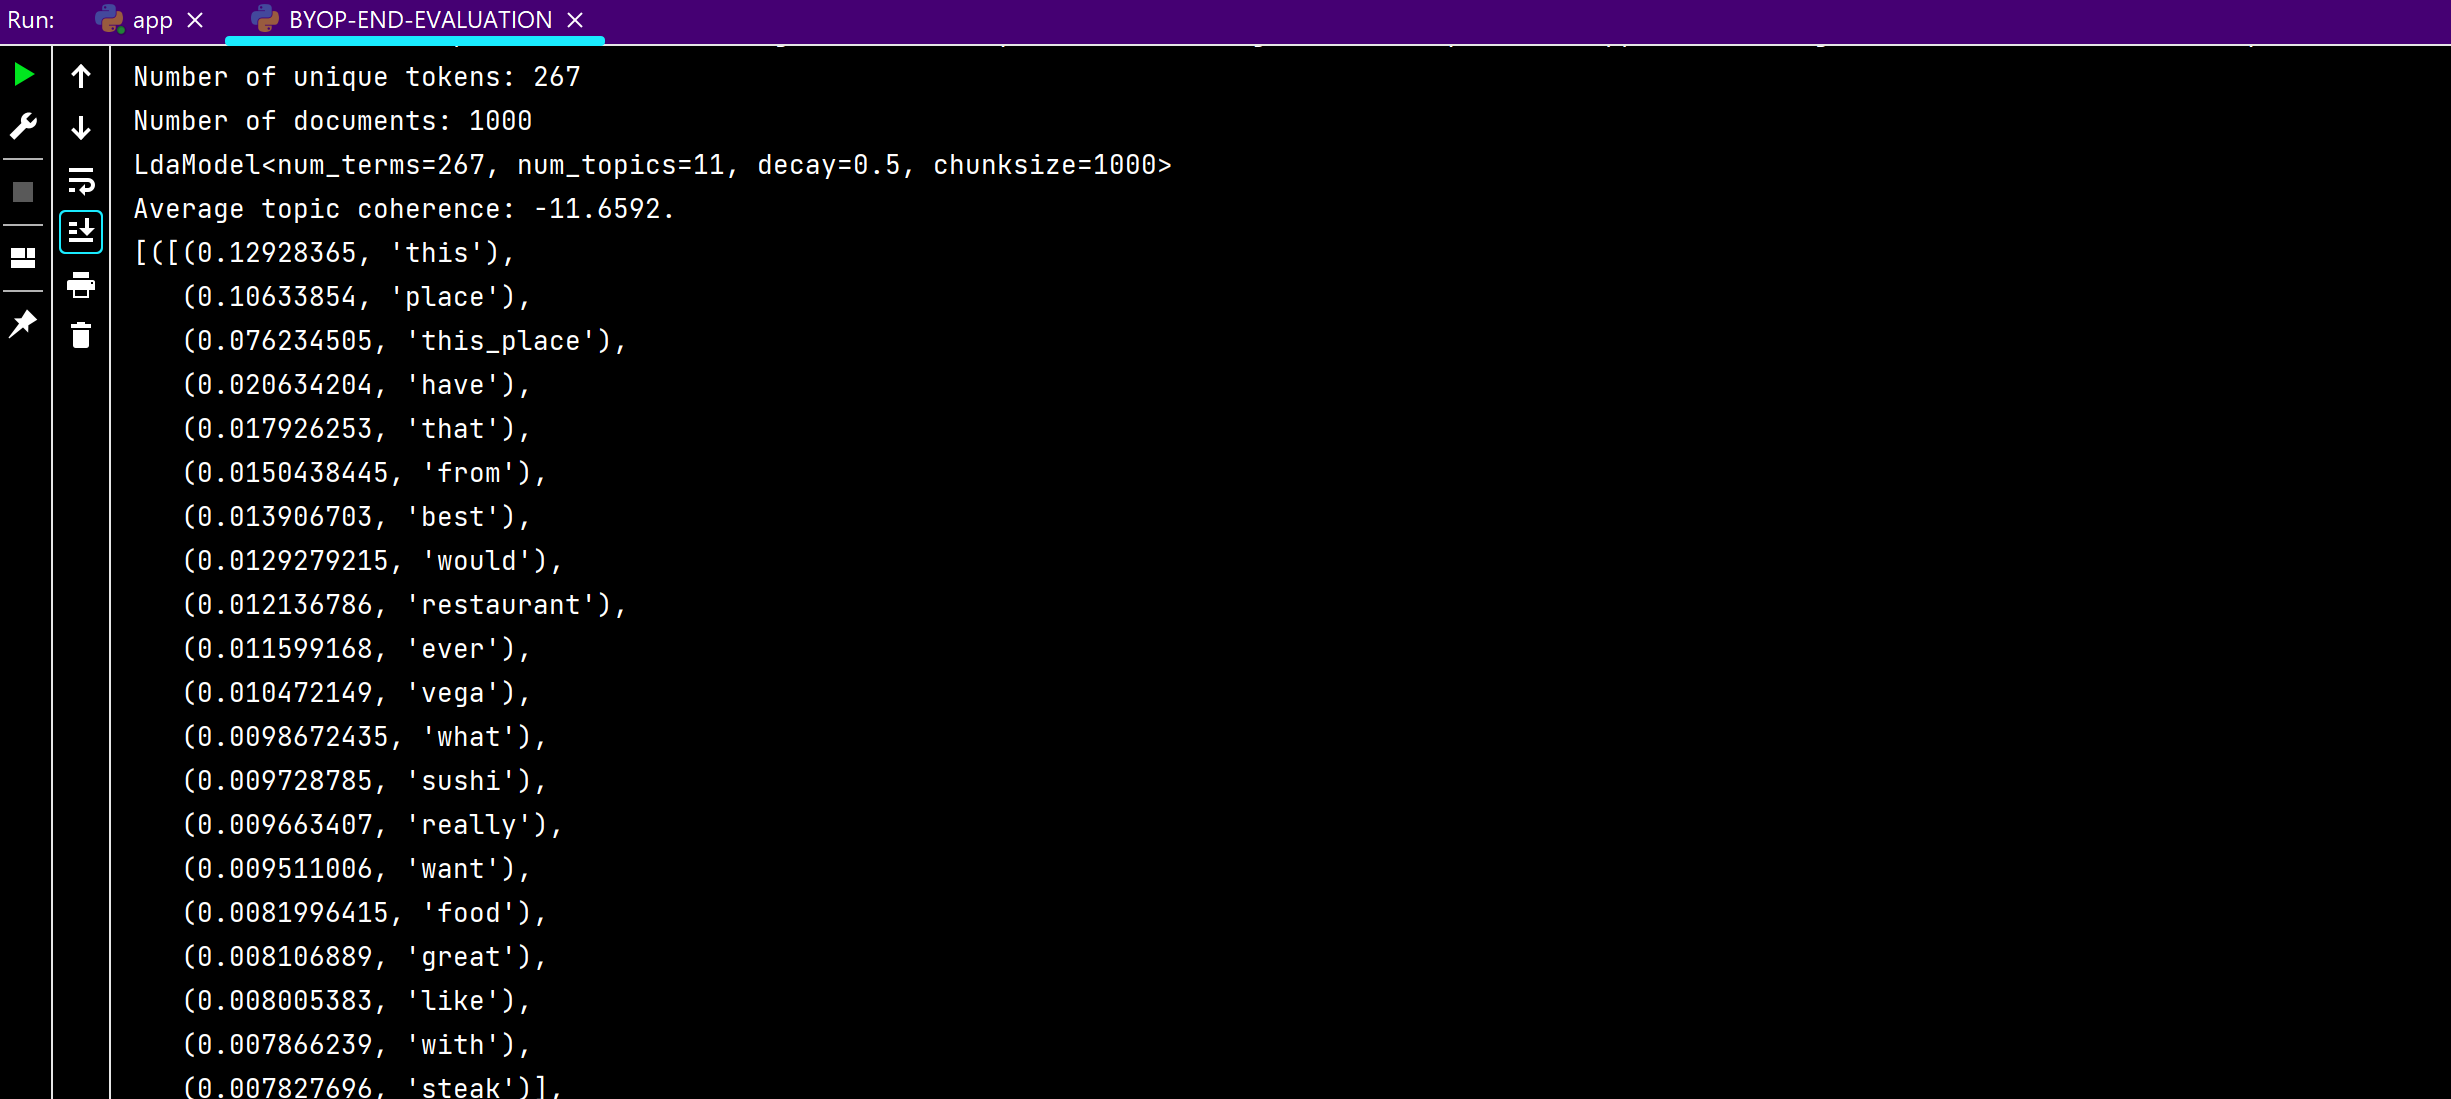 Run: app BYOP-END-EVALUATION
Number of unique tokens: 267
Number of documents: 1000
LdaModel<num_terms=267, num_topics=11, decay=0.5, chunksize=1000>
Average topic coherence: -11.6592.
[([(0.12928365, 'this'),
(0.10633854, 'place'),
(0.076234505, 'this_place'),
(0.020634204, 'have'),
(0.017926253, 'that'),
(0.0150438445, 'from'),
(0.013906703, 'best'),
(0.0129279215, 'would'),
(0.012136786, 'restaurant'),
(0.011599168, 'ever'),
(0.010472149, 'vega'),
(0.0098672435, 'what'),
(0.009728785, 'sushi'),
(0.009663407, 'really'),
(0.009511006, 'want'),
(0.0081996415, 'food'),
(0.008106889, 'great'),
(0.008005383, 'like'),
(0.007866239, 'with'),
(0.007827696, 'steak')],